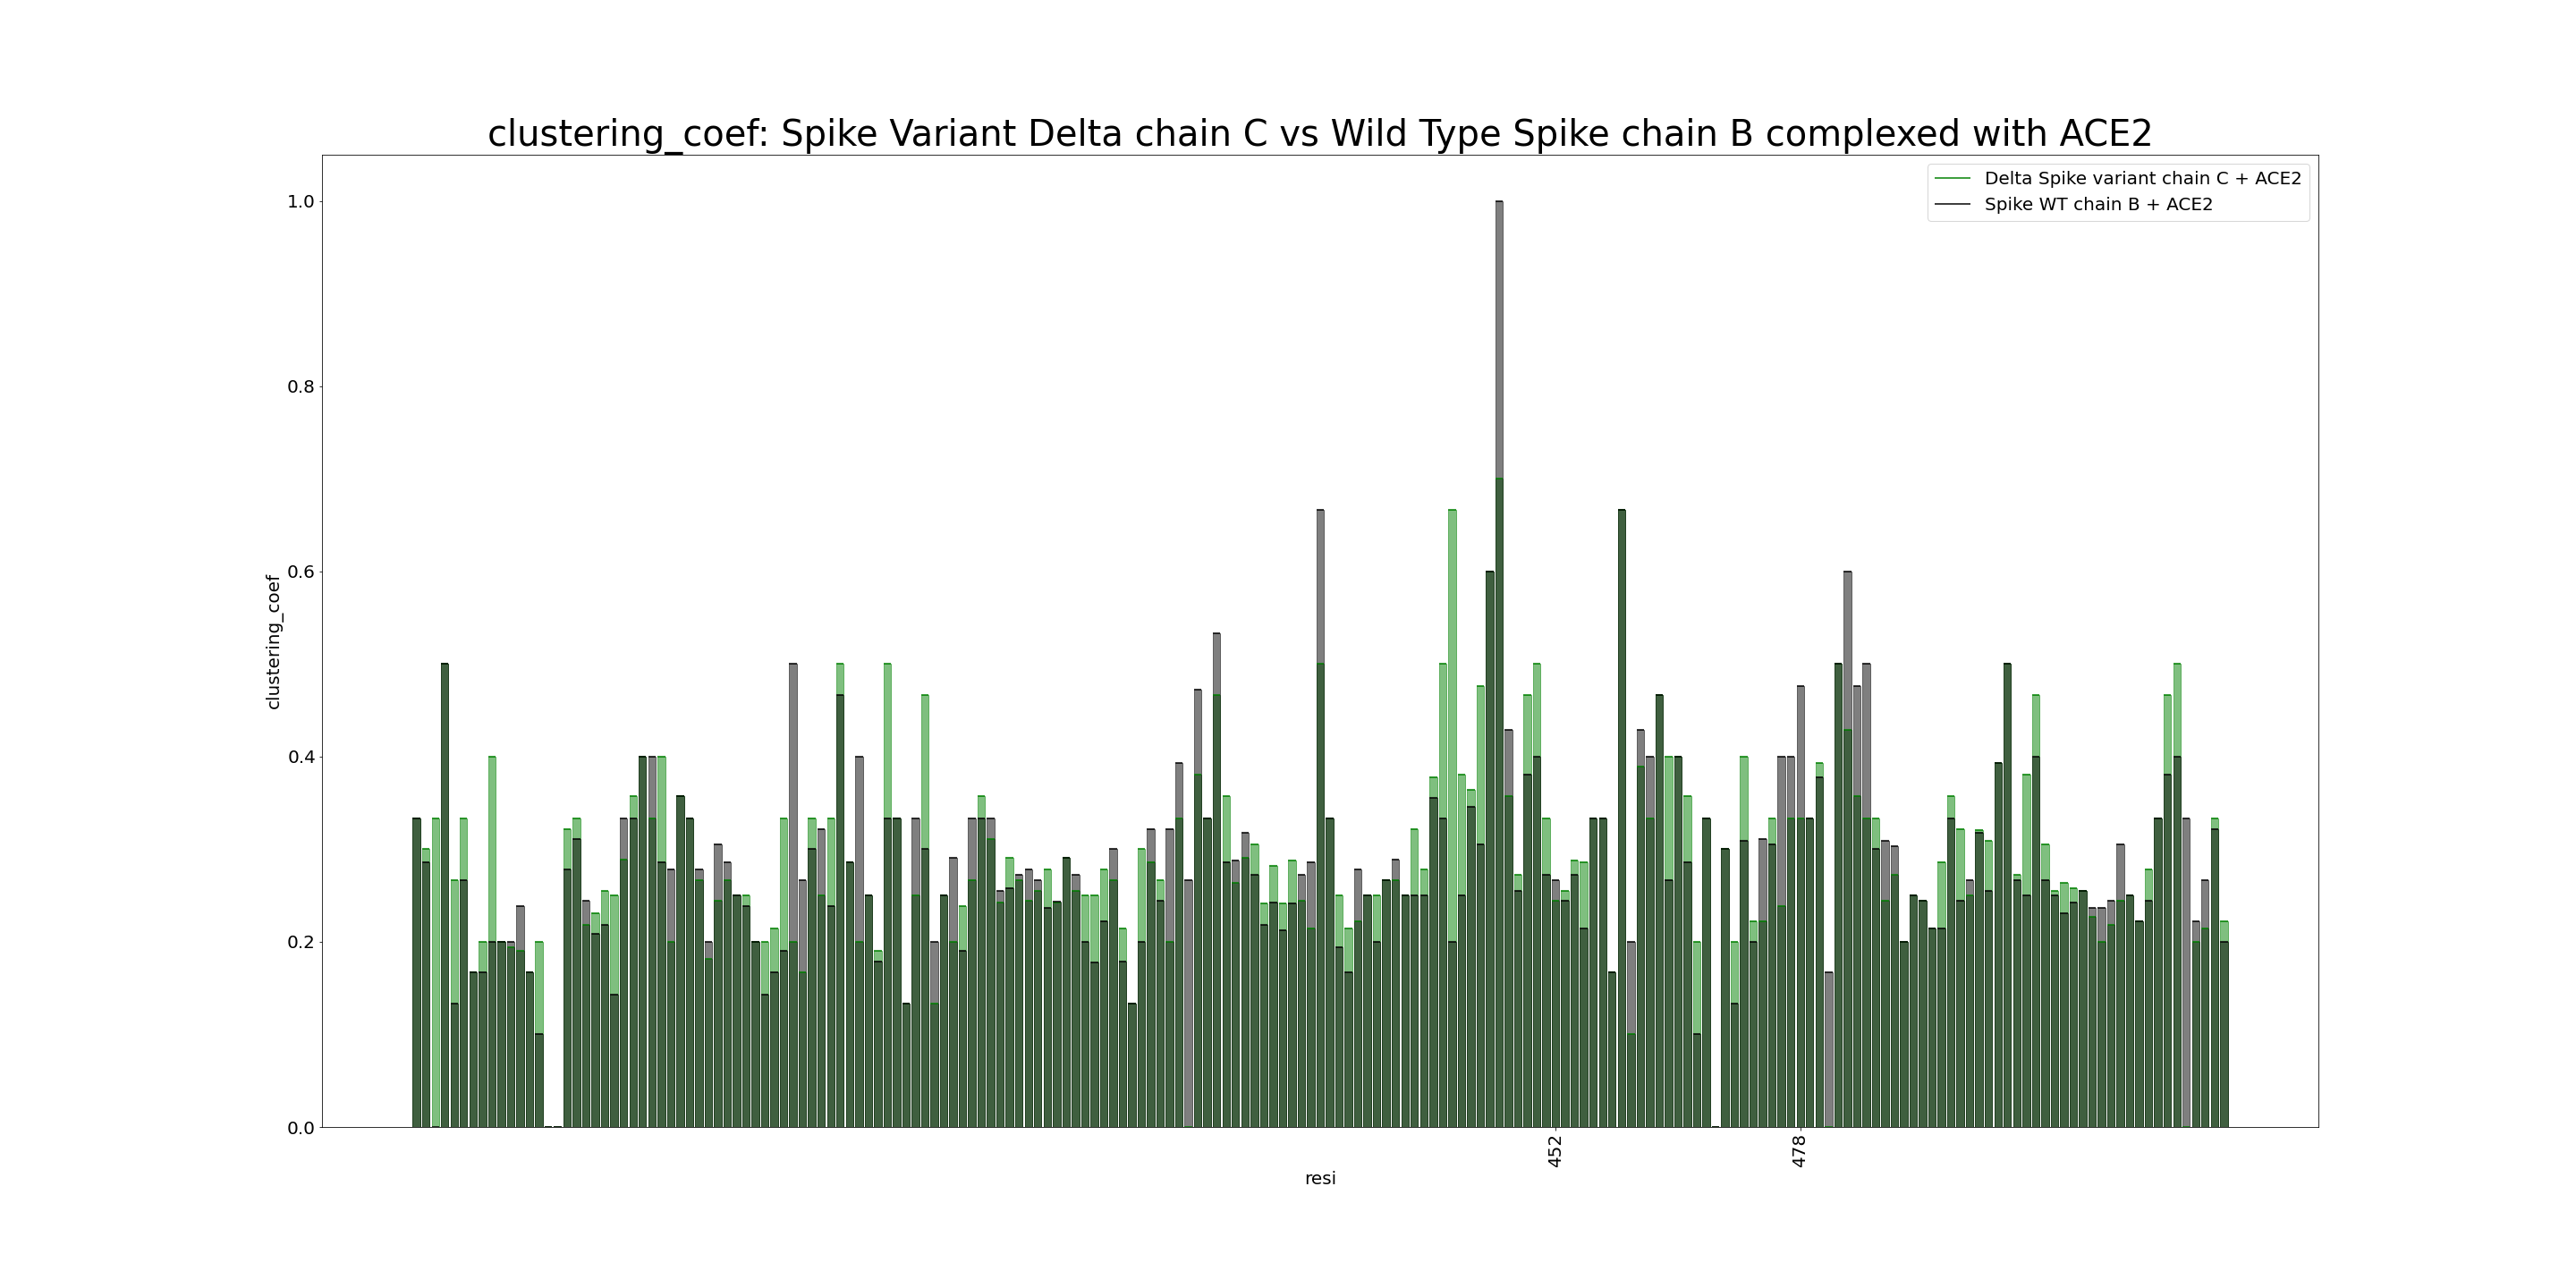 clustering_coef: Spike Variant Delta chain C vs Wild Type Spike chain B complexed with ACE2
Delta Spike variant chain C + ACE2
Spike WT chain B + ACE2
1.0
0.8
0.6
0.4
0.2
0.0
clustering_coef
452
478
resi